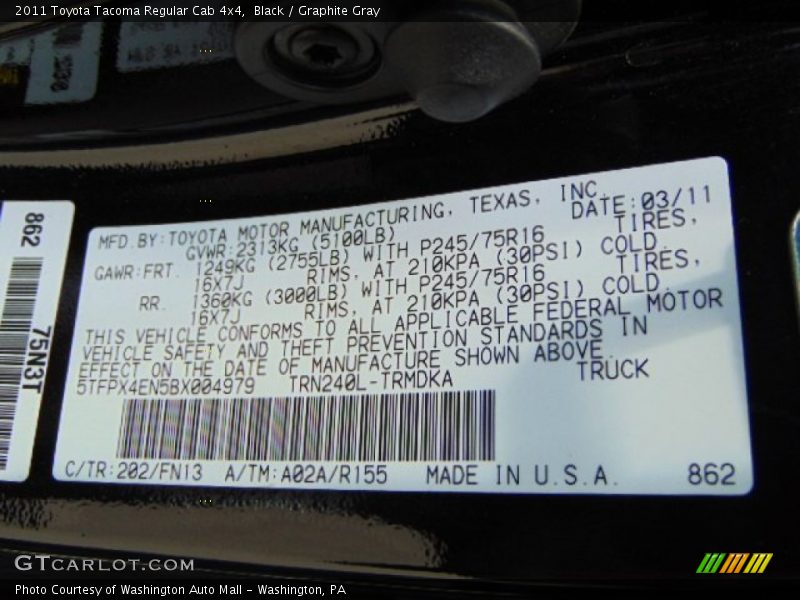 2011 Toyota Tacoma Regular Cab 4x4, Black / Graphite Gray
862
75N3T
MFD.BY:TOYOTA MOTOR MANUFACTURING, TEXAS, INC.
DATE:03/11
GVWR:2313KG (5100LB)
GAWR:FRT. 1249KG (2755LB) WITH P245/75R16 TIRES,
16X7J RIMS, AT 210KPA (30PSI) COLD.
RR. 1360KG (3000LB) WITH P245/75R16 TIRES,
16X7J RIMS, AT 210KPA (30PSI) COLD.
THIS VEHICLE CONFORMS TO ALL APPLICABLE FEDERAL MOTOR
VEHICLE SAFETY AND THEFT PREVENTION STANDARDS IN
EFFECT ON THE DATE OF MANUFACTURE SHOWN ABOVE.
5TFPX4EN5BX004979 TRN240L-TRMDKA TRUCK
C/TR:202/FN13 A/TM:A02A/R155 MADE IN U.S.A. 862
GTCARLOT.COM
Photo Courtesy of Washington Auto Mall - Washington, PA